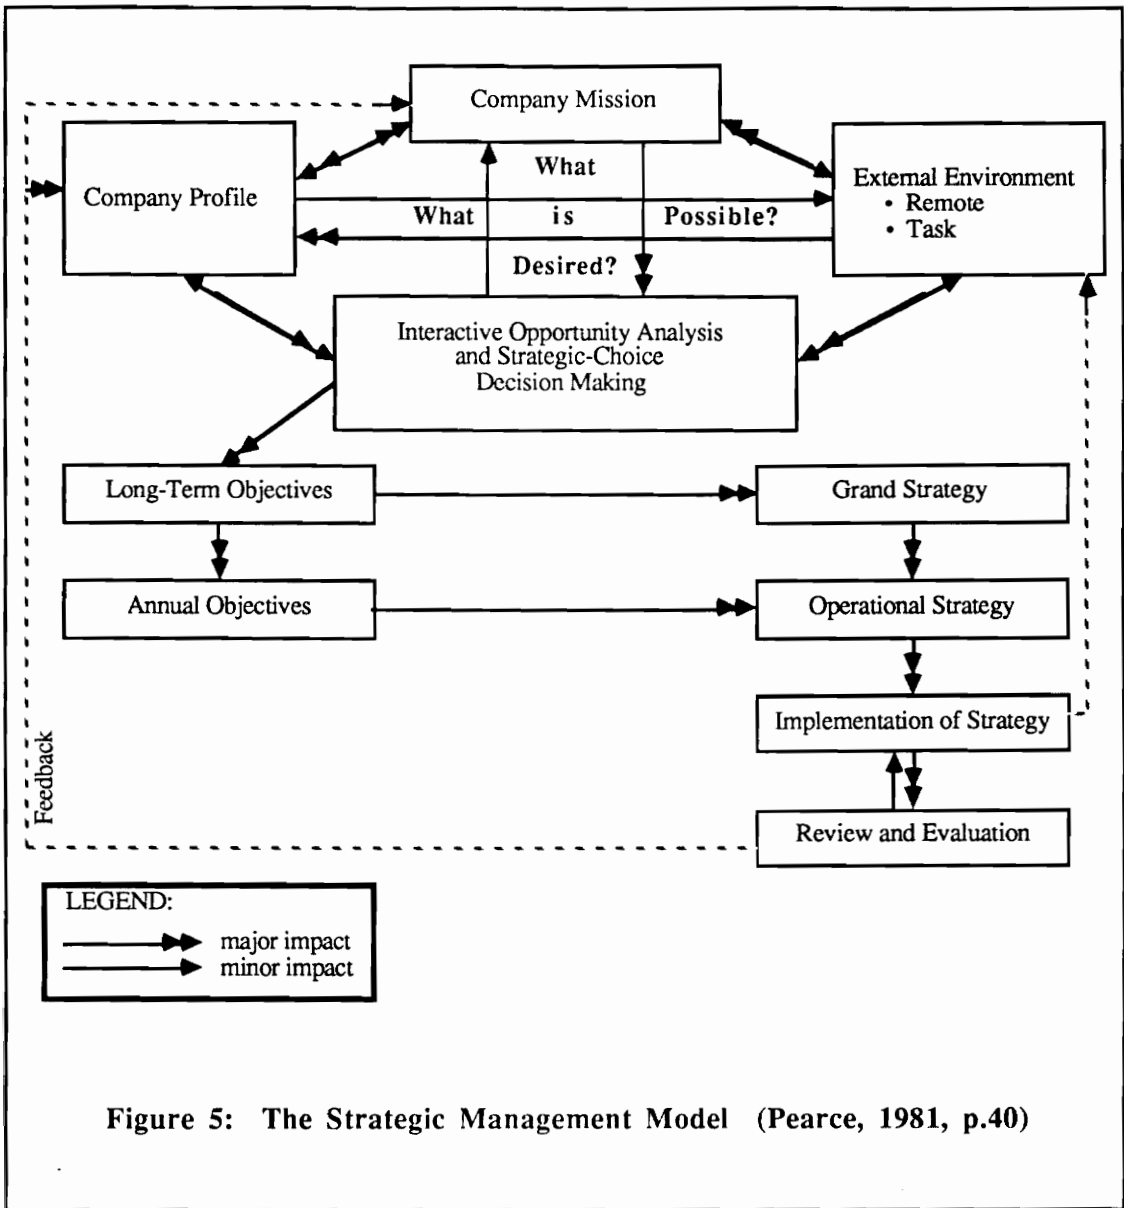 Company Mission
Company Profile
External Environment
• Remote
• Task
What
What is Possible?
Desired?
Interactive Opportunity Analysis
and Strategic-Choice
Decision Making
Long-Term Objectives
Grand Strategy
Annual Objectives
Operational Strategy
Implementation of Strategy
Feedback
Review and Evaluation
LEGEND:
major impact
minor impact
Figure 5: The Strategic Management Model (Pearce, 1981, p.40)